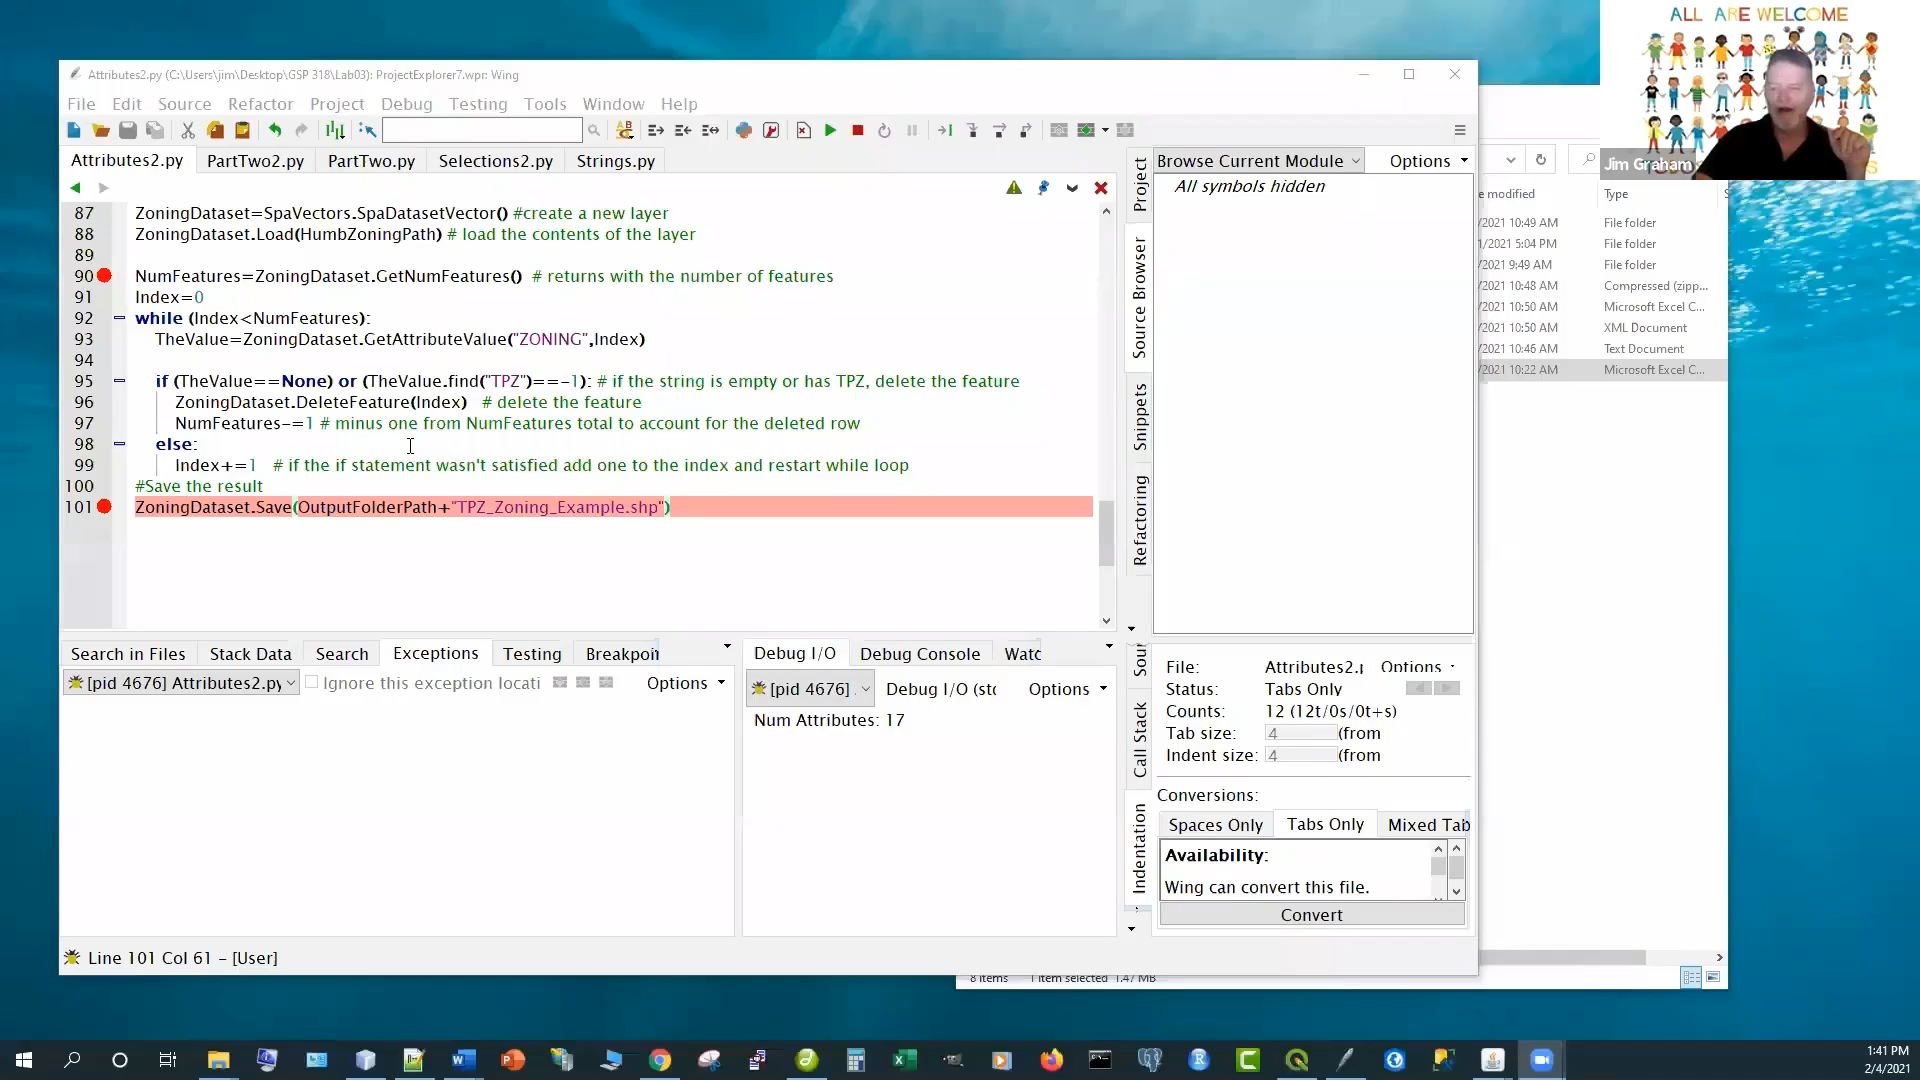 ALL ARE WELCOME
Jim Graham
Attributes2.py (C:\Users\jim\Desktop\GSP 318\Lab03): ProjectExplorer7.wpr: Wing
File Edit Source Refactor Project Debug Testing Tools Window Help
Attributes2.py PartTwo2.py PartTwo.py Selections2.py Strings.py
87 ZoningDataset=SpaVectors.SpaDatasetVector() #create a new layer
88 ZoningDataset.Load(HumbZoningPath) # load the contents of the layer
89
90 NumFeatures=ZoningDataset.GetNumFeatures() # returns with the number of features
91 Index=0
92 while (Index<NumFeatures):
93 TheValue=ZoningDataset.GetAttributeValue("ZONING",Index)
94
95 if (TheValue==None) or (TheValue.find("TPZ")==-1): # if the string is empty or has TPZ, delete the feature
96 ZoningDataset.DeleteFeature(Index) # delete the feature
97 NumFeatures-=1 # minus one from NumFeatures total to account for the deleted row
98 else:
99 Index+=1 # if the if statement wasn't satisfied add one to the index and restart while loop
100 #Save the result
101 ZoningDataset.Save(OutputFolderPath+"TPZ_Zoning_Example.shp")
Project
Source Browser
Snippets
Refactoring
Browse Current Module Options
All symbols hidden
e modified Type
/2021 10:49 AM File folder
1/2021 5:04 PM File folder
/2021 9:49 AM File folder
/2021 10:48 AM Compressed (zipp...
/2021 10:50 AM Microsoft Excel C...
/2021 10:50 AM XML Document
/2021 10:46 AM Text Document
/2021 10:22 AM Microsoft Excel C...
Search in Files Stack Data Search Exceptions Testing Breakpoin
[pid 4676] Attributes2.py Ignore this exception locati Options
Debug I/O Debug Console Watc
[pid 4676] . Debug I/O (stc Options
Num Attributes: 17
Sou
Call Stack
Indentation
File: Attributes2.p Options
Status: Tabs Only
Counts: 12 (12t/0s/0t+s)
Tab size: 4 (from
Indent size: 4 (from
Conversions:
Spaces Only Tabs Only Mixed Tab
Availability:
Wing can convert this file.
Convert
Line 101 Col 61 - [User]
8 items 1 item selected 1.47 MB
1:41 PM
2/4/2021